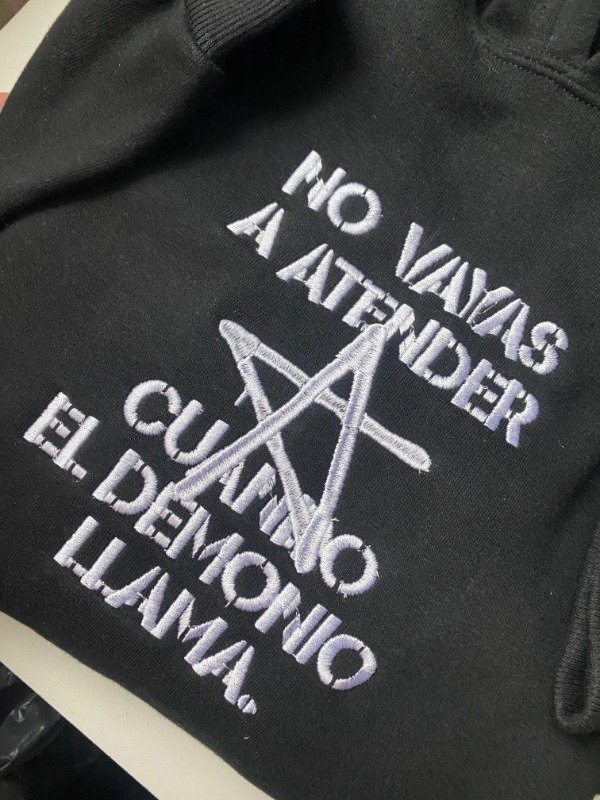 NO VAYAS
A ATENDER
CUANDO
EL DEMONIO
LLAMA.